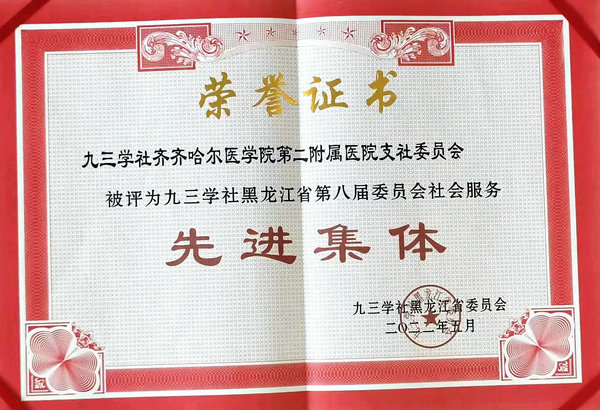 荣誉证书
九三学社齐齐哈尔医学院第二附属医院支社委员会
被评为九三学社黑龙江省第八届委员会社会服务
先进集体
九三学社黑龙江省委员会
二〇二二年五月